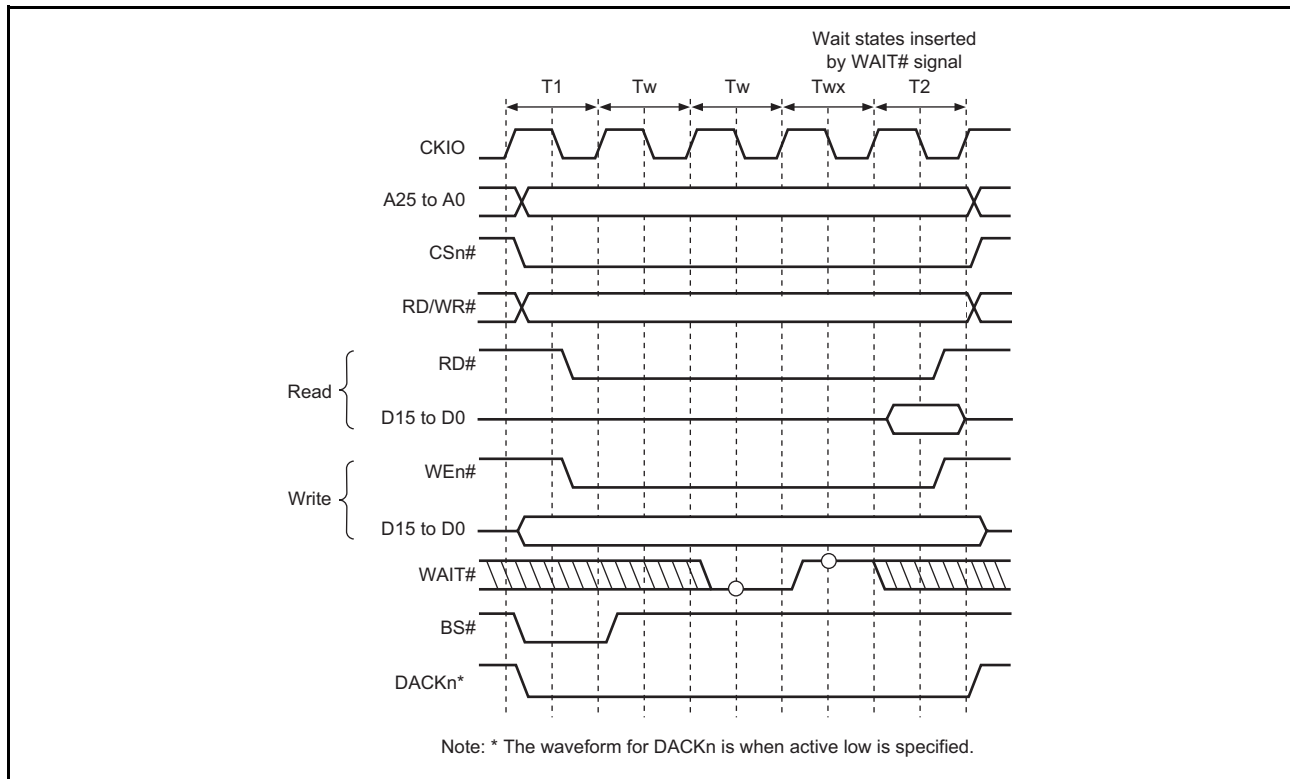 Wait states inserted
by WAIT# signal
T1 Tw Tw Twx T2
CKIO
A25 to A0
CSn#
RD/WR#
RD#
Read
D15 to D0
WEn#
Write
D15 to D0
WAIT#
BS#
DACKn*
Note: * The waveform for DACKn is when active low is specified.